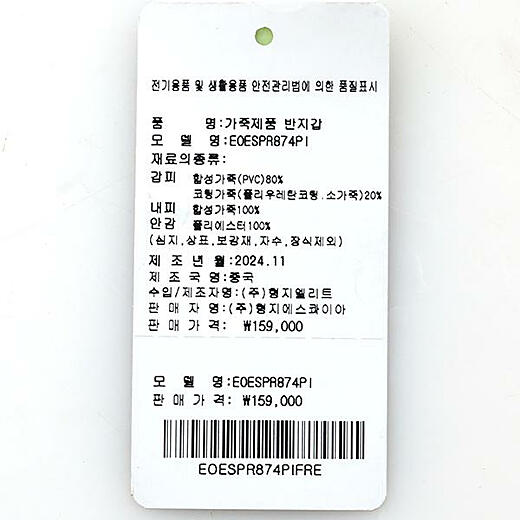 전기용품 및 생활용품 안전관리법에 의한 품질표시
품 명:가죽제품 반지갑
모 델 명:EOESPR874PI
재료의종류:
겉피 합성가죽(PVC)80%
코팅가죽(폴리우레탄코팅.소가죽)20%
내피 합성가죽100%
안감 폴리에스터100%
(심지,상표,보강재,자수,장식제외)
제 조 년 월:2024.11
제 조 국 명:중국
수입/제조자명:(주)형지엘리트
판 매 자 명:(주)형지에스콰이아
판 매 가 격: ₩159,000
모 델 명:EOESPR874PI
판 매 가 격: ₩159,000
EOESPR874PIFRE